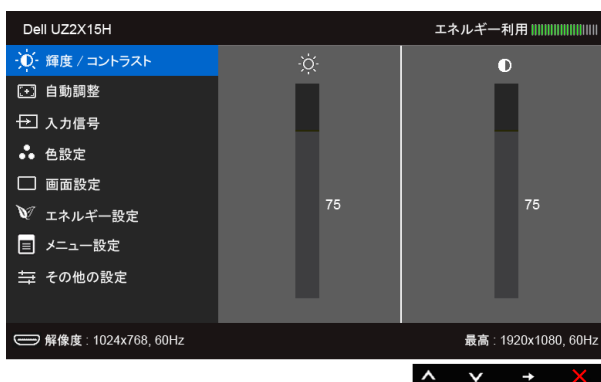 Dell UZ2X15H
エネルギー利用
輝度 / コントラスト
自動調整
入力信号
色設定
画面設定
エネルギー設定
メニュー設定
その他の設定
75
75
解像度 : 1024x768, 60Hz
最高 : 1920x1080, 60Hz